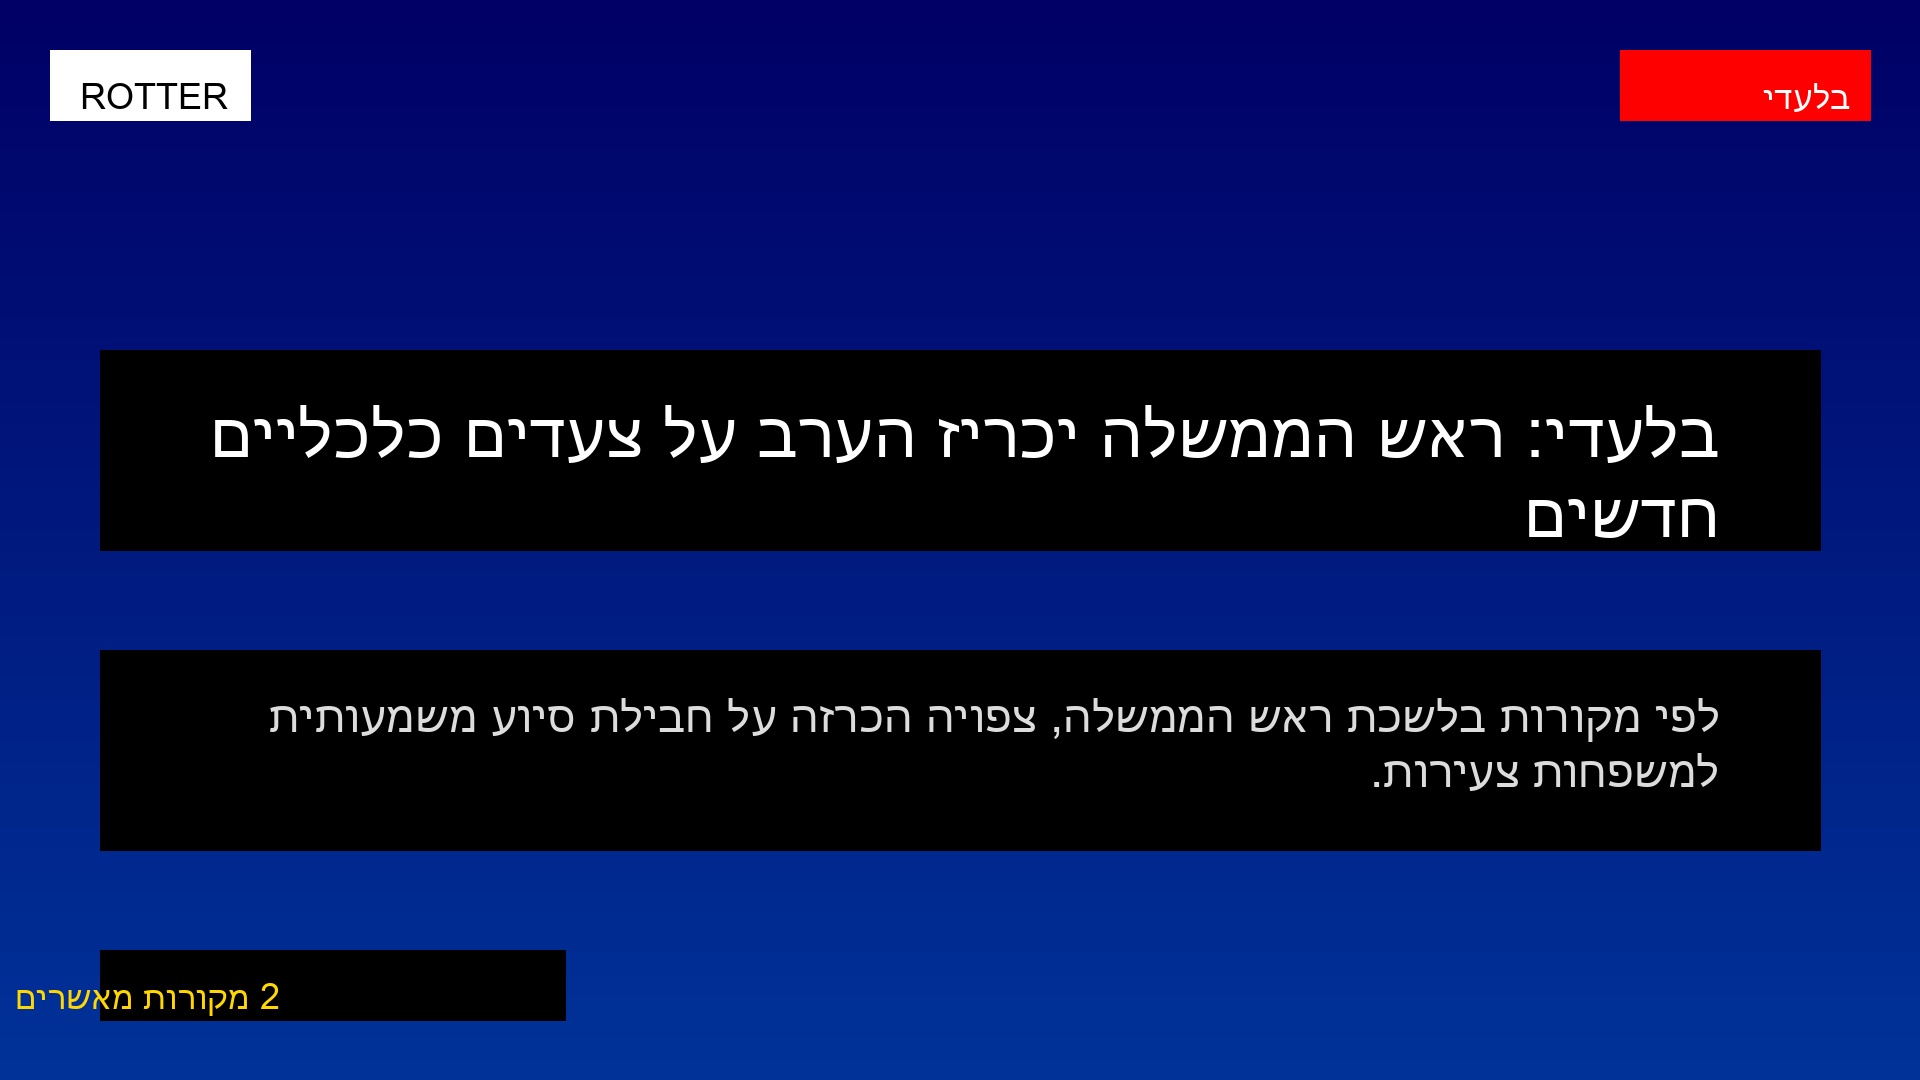 ROTTER
בלעדי
בלעדי: ראש הממשלה יכריז הערב על צעדים כלכליים
חדשים
לפי מקורות בלשכת ראש הממשלה, צפויה הכרזה על חבילת סיוע משמעותית
למשפחות צעירות.
2 מקורות מאשרים